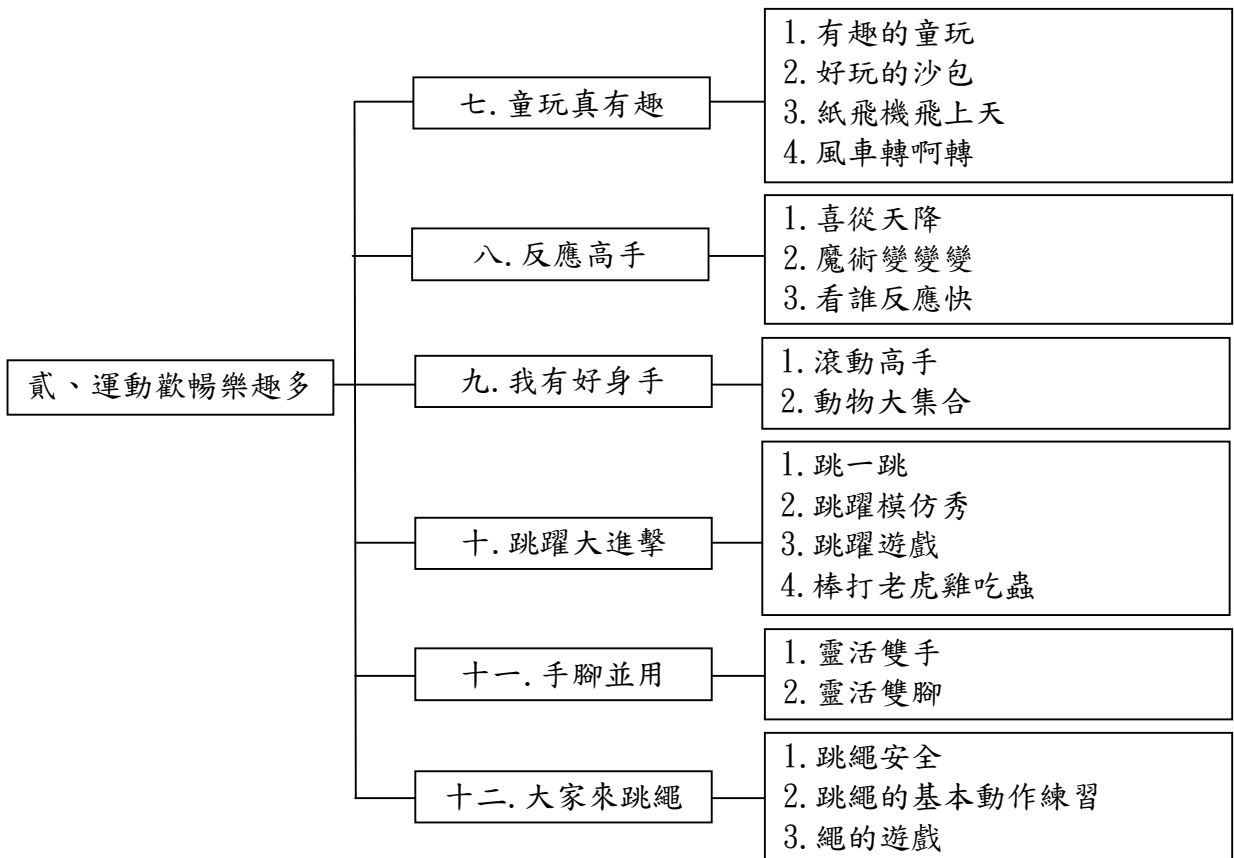 貳、運動歡暢樂趣多
七.童玩真有趣
1.有趣的童玩
2.好玩的沙包
3.紙飛機飛上天
4.風車轉啊轉
八.反應高手
1.喜從天降
2.魔術變變變
3.看誰反應快
九.我有好身手
1.滾動高手
2.動物大集合
十.跳躍大進擊
1.跳一跳
2.跳躍模仿秀
3.跳躍遊戲
4.棒打老虎雞吃蟲
十一.手腳並用
1.靈活雙手
2.靈活雙腳
十二.大家來跳繩
1.跳繩安全
2.跳繩的基本動作練習
3.繩的遊戲